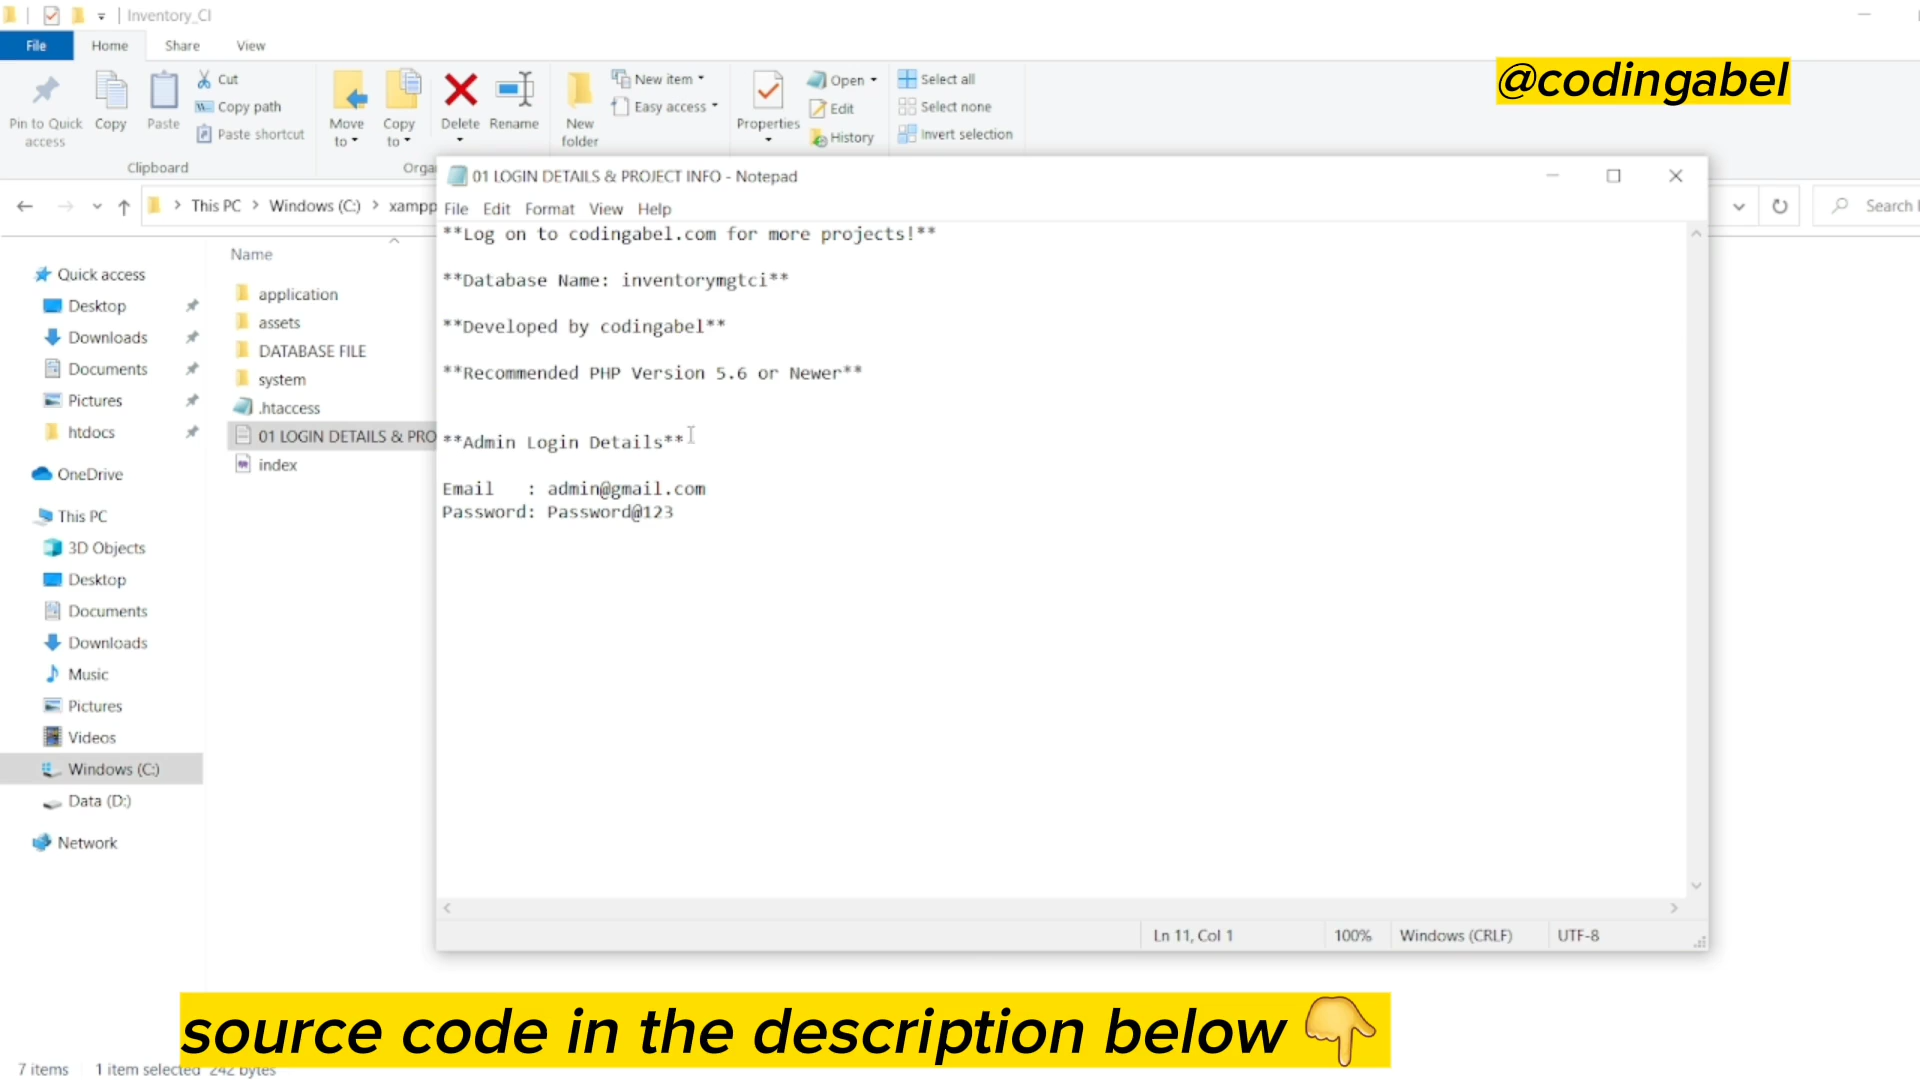 Inventory_CI
File Home Share View
@codingabel
Pin to Quick access
Copy
Paste
Cut
Copy path
Paste shortcut
Move to
Copy to
Delete
Rename
New folder
New item
Easy access
Properties
Open
Edit
History
Select all
Select none
Invert selection
Clipboard
Orga
This PC > Windows (C:) > xampp
Search
01 LOGIN DETAILS & PROJECT INFO - Notepad
File Edit Format View Help
**Log on to codingabel.com for more projects!**
**Database Name: inventorymgtci**
**Developed by codingabel**
**Recommended PHP Version 5.6 or Newer**
**Admin Login Details**
Email   : admin@gmail.com
Password: Password@123
Ln 11, Col 1
100%
Windows (CRLF)
UTF-8
Quick access
Desktop
Downloads
Documents
Pictures
htdocs
OneDrive
This PC
3D Objects
Desktop
Documents
Downloads
Music
Pictures
Videos
Windows (C:)
Data (D:)
Network
Name
application
assets
DATABASE FILE
system
.htaccess
01 LOGIN DETAILS & PRO
index
source code in the description below 👇
7 items 1 item selected 242 bytes